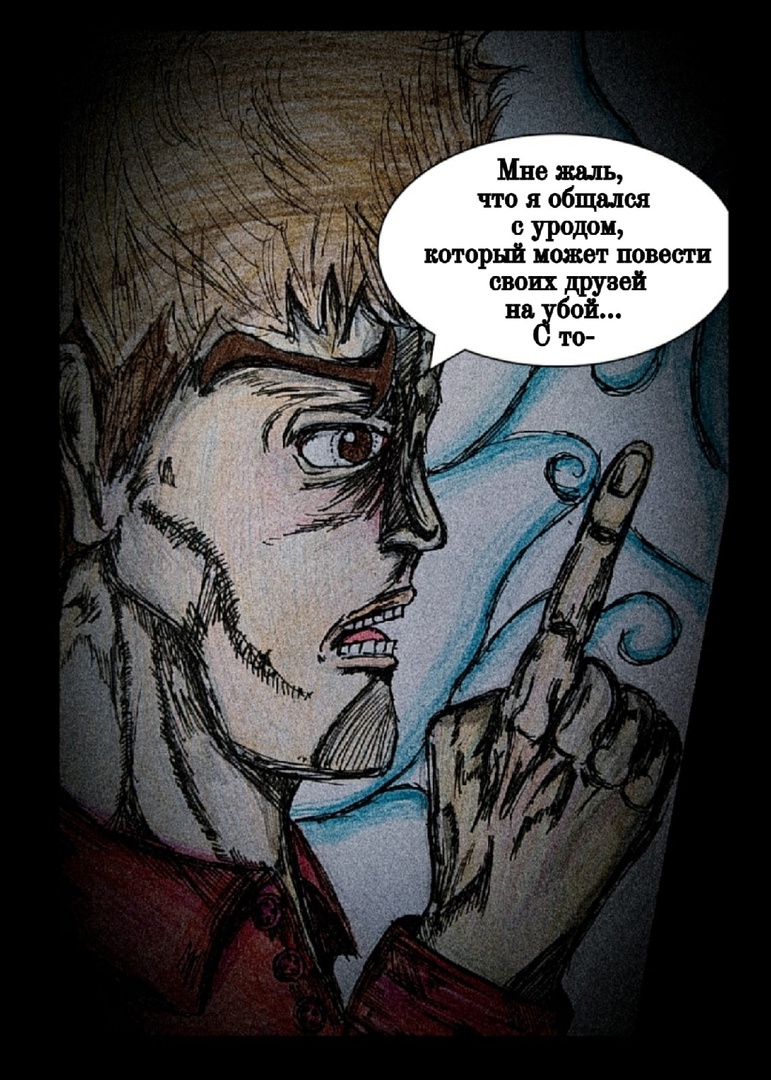 Мне жаль,
что я общался
с уродом,
который может повести
своих друзей
на убой...
С то-